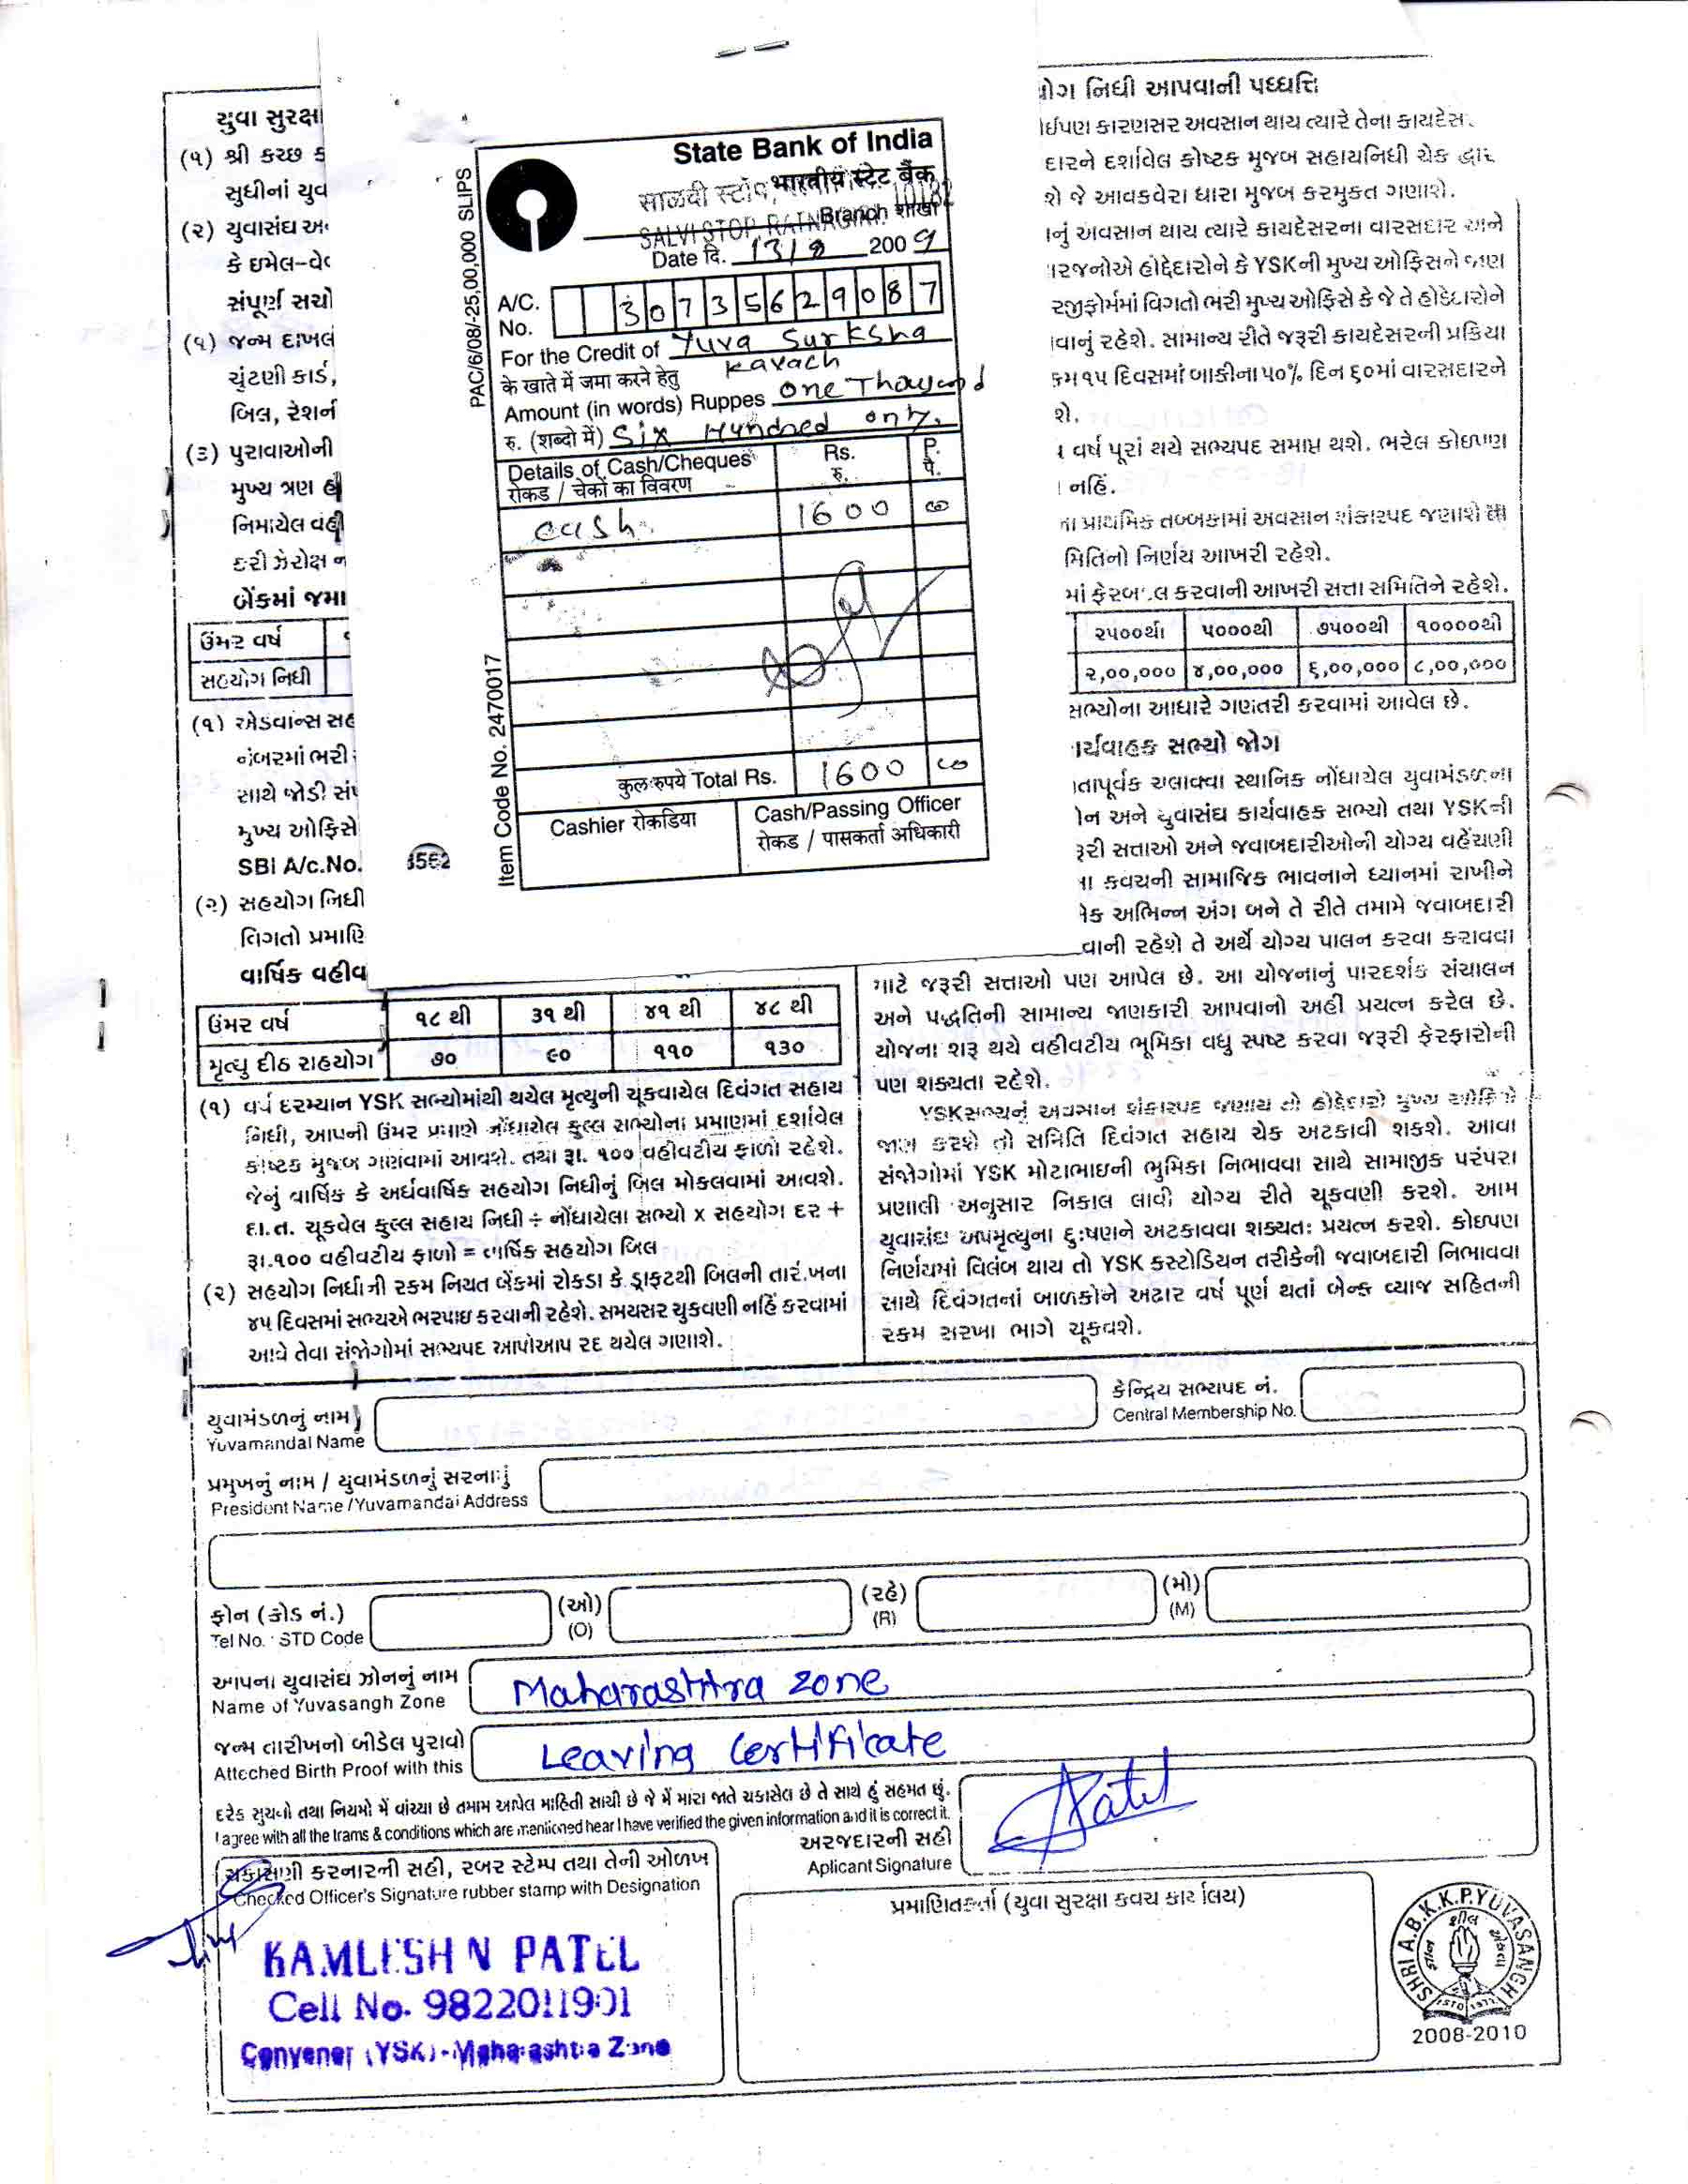 State Bank of India
भारतीय स्टेट बैंक
साळवी स्टॉप,
10182
Branch शाखा
SALVI STOP, RATNAGIRI.
Date दि. 13/8 2009
A/C. No. 30735629087
For the Credit of Yuva Surksha
के खाते में जमा करने हेतु Kavach
Amount (in words) Ruppes One Thousand
रु. (शब्दो में) Six Hundred only.
Details of Cash/Cheques Rs. P.
रोकड / चेकों का विवरण रु. पै.
cash. 1600 00
कुल रुपये Total Rs. 1600 00
Cashier रोकडिया
Cash/Passing Officer
रोकड / पासकर्ता अधिकारी
PAC/6/08/-25,00,000 SLIPS
Item Code No. 2470017
યુવા સુરક્ષા
(૧) શ્રી કચ્છ ક
સુધીનાં યુવ
(૨) યુવાસંઘ અ
કે ઇમેલ-વે
સંપૂર્ણ સચો
(૧) જન્મ દાખલ
ચૂંટણી કાર્ડ,
બિલ, રેશન
(૩) પુરાવાઓની
મુખ્ય ત્રણ હ
નિમાયેલ વહી
દરી ઝેરોક્ષ ન
બેંકમાં જમા
ઉંમર વર્ષ
સહયોગ નિધી
(૧) એડવાન્સ સહ
નંબરમાં ભરી
સાથે જોડી સં
મુખ્ય ઓફિસે
SBI A/c.No.
(૨) સહયોગ નિધી
વિગતો પ્રમાણિ
વાર્ષિક વહીવ
ઉંમર વર્ષ ૧૮ થી ૩૧ થી ૪૧ થી ૪૮ થી
મૃત્યુ દીઠ સહયોગ ૭૦ ૯૦ ૧૧૦ ૧૩૦
(૧) વર્ષ દરમ્યાન YSK સભ્યોમાંથી થયેલ મૃત્યુની ચૂકવાયેલ દિવંગત સહાય
નિધી, આપની ઉંમર પ્રમાણે નોંધાયેલ કુલ્લ સભ્યોના પ્રમાણમાં દર્શાવેલ
કોષ્ટક મુજબ ગણવામાં આવશે. તથા રૂા. ૧૦૦ વહીવટીય ફાળો રહેશે.
જેનું વાર્ષિક કે અર્ધવાર્ષિક સહયોગ નિધીનું બિલ મોકલવામાં આવશે.
દા.ત. ચૂકવેલ કુલ્લ સહાય નિધી ÷ નોંધાયેલા સભ્યો x સહયોગ દર +
રૂા.૧૦૦ વહીવટીય ફાળો = વાર્ષિક સહયોગ બિલ
(૨) સહયોગ નિધીની રકમ નિયત બેંકમાં રોકડા કે ડ્રાફટથી બિલની તારીખના
૪૫ દિવસમાં સભ્યએ ભરપાઇ કરવાની રહેશે. સમયસર ચુકવણી નહિં કરવામાં
આવે તેવા સંજોગોમાં સભ્યપદ આપોઆપ રદ થયેલ ગણાશે.
યોગ નિધી આપવાની પધ્ધત્તિ
ઈપણ કારણસર અવસાન થાય ત્યારે તેના કાયદેસ
દારને દર્શાવેલ કોષ્ટક મુજબ સહાયનિધી ચેક દ્વાર
શે જે આવકવેરા ધારા મુજબ કરમુકત ગણાશે.
નું અવસાન થાય ત્યારે કાયદેસરના વારસદાર અને
રજનોએ હોદ્દેદારોને કે YSKની મુખ્ય ઓફિસને જાણ
રજીફોર્મમાં વિગતો ભરી મુખ્ય ઓફિસે કે જે તે હોદેદારોને
વાનું રહેશે. સામાન્ય રીતે જરૂરી કાયદેસરની પ્રકિયા
કમ ૧૫ દિવસમાં બાકીના ૫૦% દિન ૬૦માં વારસદારને
શે.
વર્ષ પૂરાં થયે સભ્યપદ સમાપ્ત થશે. ભરેલ કોઇપણ
નહિં.
ના પ્રાથમિક તબ્બકામાં અવસાન શંકાસ્પદ જણાશે તો
મિતિનો નિર્ણય આખરી રહેશે.
માં ફેરબદલ કરવાની આખરી સત્તા સમિતિને રહેશે.
૨૫૦૦થી ૫૦૦૦થી ૭૫૦૦થી ૧૦૦૦૦થી
૨,૦૦,૦૦૦ ૪,૦૦,૦૦૦ ૬,૦૦,૦૦૦ ૮,૦૦,૦૦૦
સભ્યોના આધારે ગણતરી કરવામાં આવેલ છે.
ાર્યવાહક સભ્યો જોગ
તાપૂર્વક ચલાવવા સ્થાનિક નોંધાયેલ યુવામંડળના
ોન અને યુવાસંઘ કાર્યવાહક સભ્યો તથા YSKની
રૂરી સત્તાઓ અને જવાબદારીઓની યોગ્ય વહેંચણી
ા કવચની સામાજિક ભાવનાને ધ્યાનમાં રાખીને
ેક અભિન્ન અંગ બને તે રીતે તમામે જવાબદારી
વાની રહેશે તે અર્થે યોગ્ય પાલન કરવા કરાવવા
માટે જરૂરી સત્તાઓ પણ આપેલ છે. આ યોજનાનું પારદર્શક સંચાલન
અને પદ્ધતિની સામાન્ય જાણકારી આપવાનો અહી પ્રયત્ન કરેલ છે.
યોજના શરૂ થયે વહીવટીય ભૂમિકા વધુ સ્પષ્ટ કરવા જરૂરી ફેરફારોની
પણ શક્યતા રહેશે.
YSKસભ્યનું અવસાન શંકાસ્પદ જણાય તો હોદ્દેદારો મુખ્ય ઓફિસે
જાણ કરશે તો સમિતિ દિવંગત સહાય ચેક અટકાવી શકશે. આવા
સંજોગોમાં YSK મોટાભાઇની ભુમિકા નિભાવવા સાથે સામાજીક પરંપરા
પ્રણાલી અનુસાર નિકાલ લાવી યોગ્ય રીતે ચૂકવણી કરશે. આમ
યુવાસંઘ અપમૃત્યુના દુઃષણને અટકાવવા શક્યતઃ પ્રયત્ન કરશે. કોઇપણ
નિર્ણયમાં વિલંબ થાય તો YSK કસ્ટોડિયન તરીકેની જવાબદારી નિભાવવા
સાથે દિવંગતનાં બાળકોને અઢાર વર્ષ પૂર્ણ થતાં બેન્ક વ્યાજ સહિતની
રકમ સરખા ભાગે ચૂકવશે.
યુવામંડળનું નામ
Yuvamandal Name
કેન્દ્રિય સભ્યપદ નં.
Central Membership No.
પ્રમુખનું નામ / યુવામંડળનું સરનામું
President Name /Yuvamandal Address
ફોન (કોડ નં.) (ઓ) (રહે) (મો)
Tel No. STD Code (O) (R) (M)
આપના યુવાસંઘ ઝોનનું નામ
Name of Yuvasangh Zone
Maharashtra zone
જન્મ તારીખનો બીડેલ પુરાવો
Atteched Birth Proof with this
Leaving Certificate
દરેક સુચનો તથા નિયમો મેં વાંચ્યા છે તમામ આપેલ માહિતી સાચી છે જે મેં મારા જાતે ચકાસેલ છે તે સાથે હું સહમત છું.
I agree with all the trams & conditions which are mentioned hear I have verified the given information and it is correct it.
અરજદારની સહી
Aplicant Signature
Patel
ચકાસણી કરનારની સહી, રબર સ્ટેમ્પ તથા તેની ઓળખ
Checked Officer's Signature rubber stamp with Designation
KAMLESH N PATEL
Cell No. 9822011901
Convener (YSK) - Maharashtra Zone
પ્રમાણિતકર્તા (યુવા સુરક્ષા કવચ કાર્યાલય)
SHRI A.B.K.K.P.YUVASANGH
2008-2010